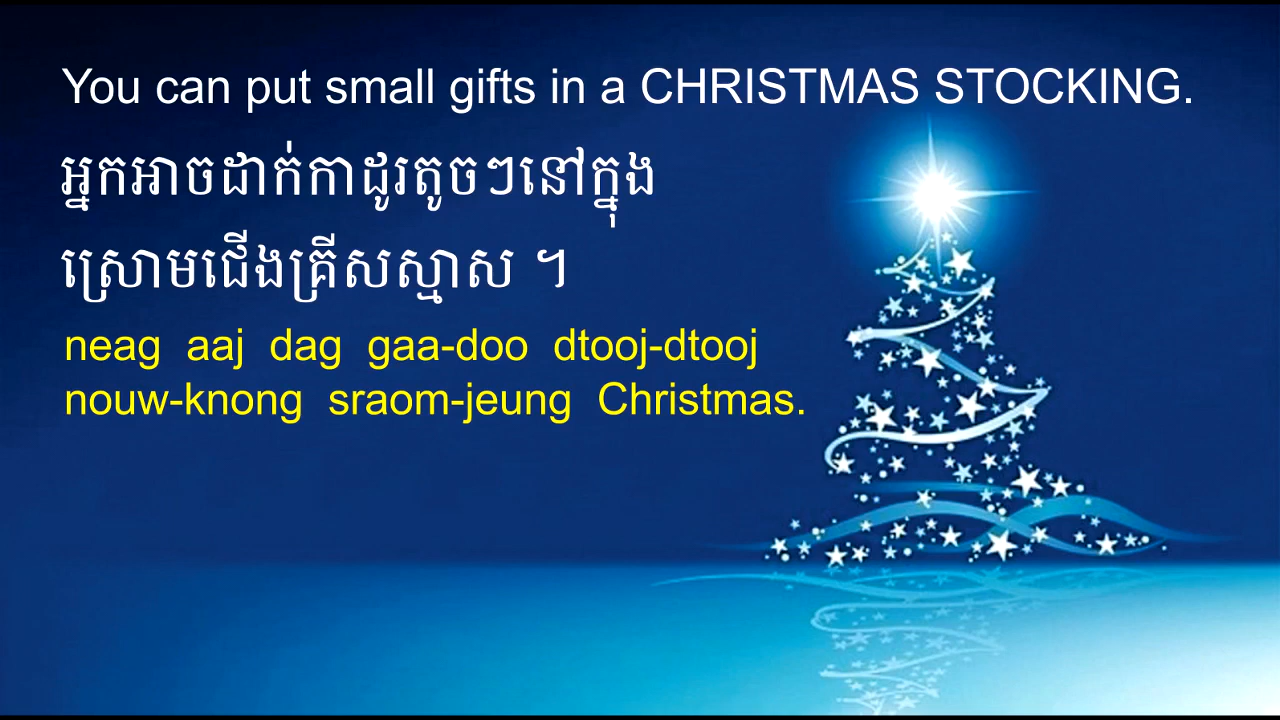 You can put small gifts in a CHRISTMAS STOCKING.
អ្នកអាចដាក់កាដូរតូចៗនៅក្នុង
ស្រោមជើងគ្រីសស្មាស ។
neag aaj dag gaa-doo dtooj-dtooj
nouw-knong sraom-jeung Christmas.